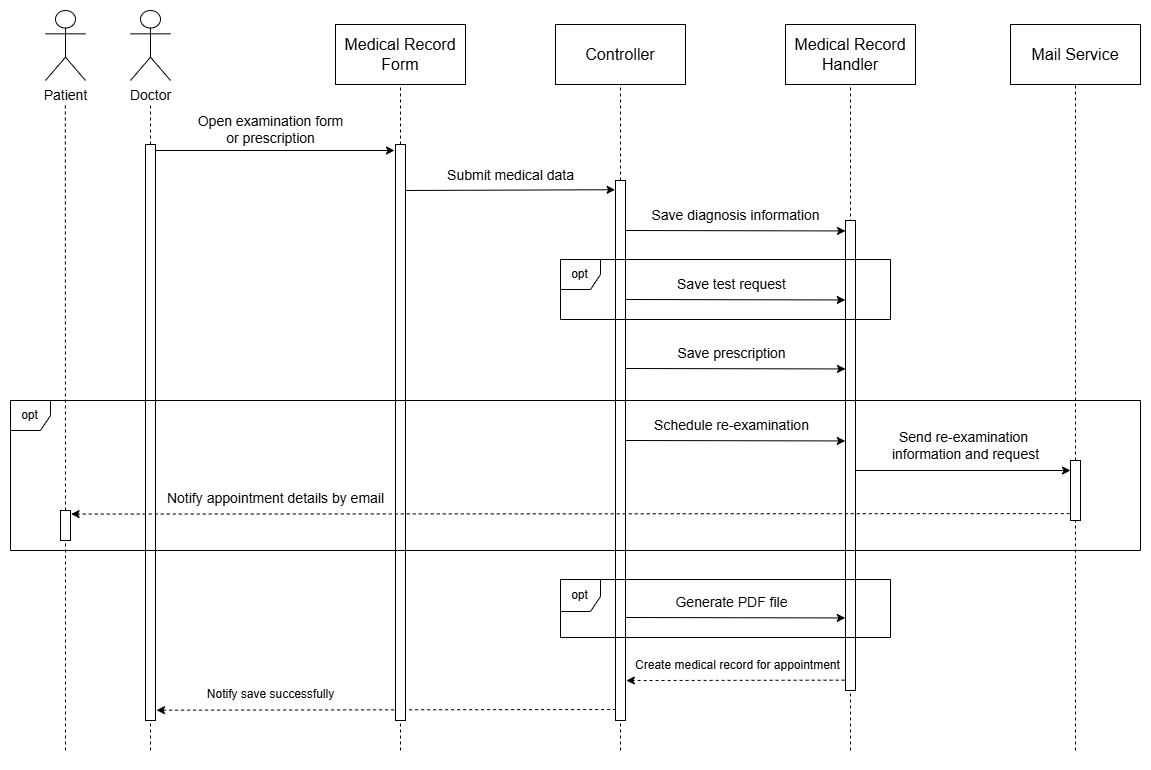 Patient
Doctor
Medical Record
Form
Controller
Medical Record
Handler
Mail Service
Open examination form
or prescription
Submit medical data
Save diagnosis information
opt
Save test request
Save prescription
opt
Schedule re-examination
Send re-examination
information and request
Notify appointment details by email
opt
Generate PDF file
Create medical record for appointment
Notify save successfully